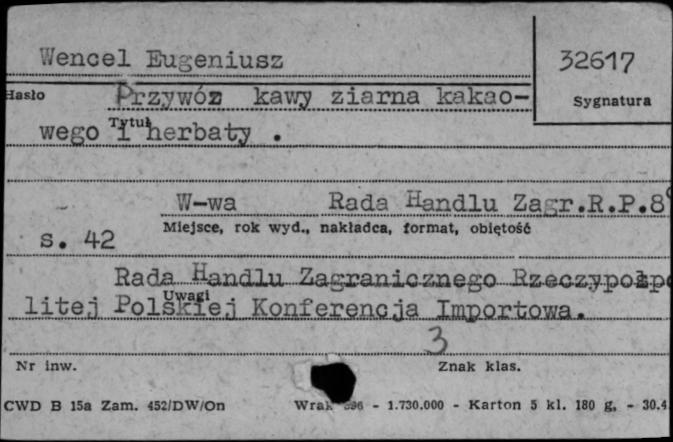 Wencel Eugeniusz
32617
Hasło
Przywóz kawy ziarna kakao-
Sygnatura
Tytuł
wego i herbaty .
W-wa Rada Handlu Zagr.R.P.8°
Miejsce, rok wyd., nakładca, format, objętość
s. 42
Rada Handlu Zagranicznego Rzeczypospo
Uwagi
litej Polskiej Konferencja Importowa.
3
Nr inw.
Znak klas.
CWD B 15a Zam. 452/DW/On - 1.730.000 - Karton 5 kl. 180 g. - 30.4